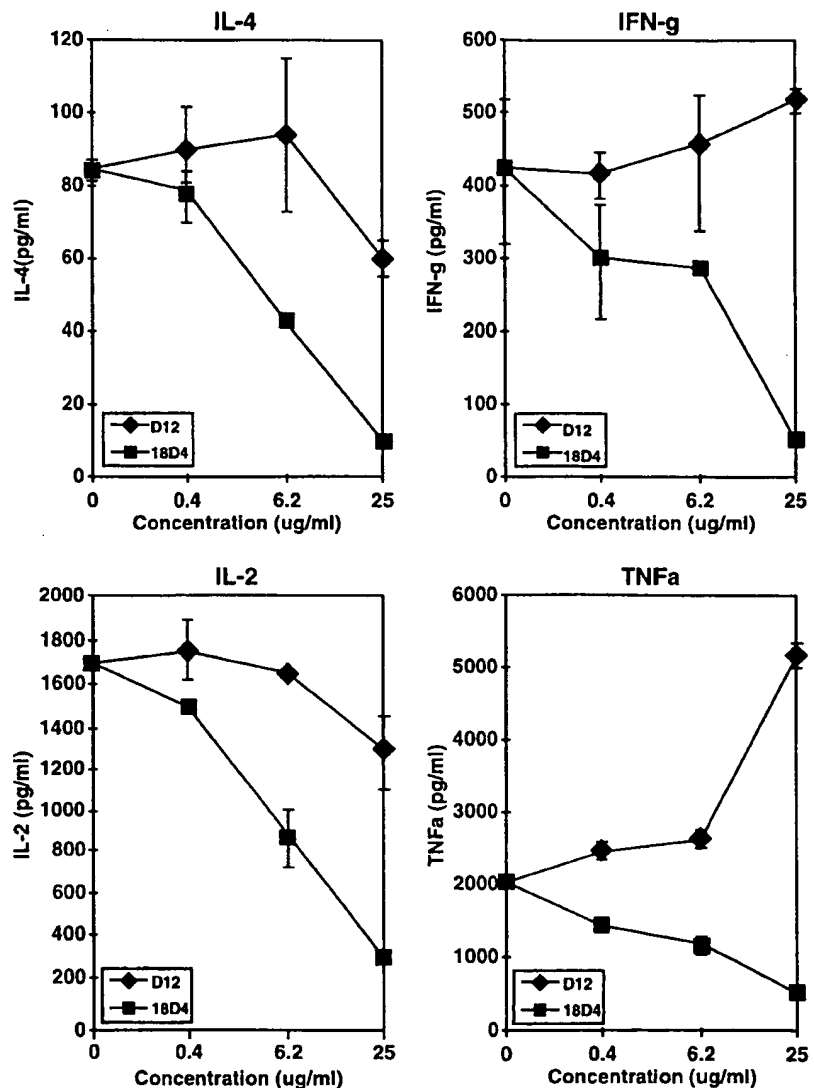 IL-4
120
100
80
60
40
20
0
IL-4(pg/ml)
D12
18D4
0 0.4 6.2 25
Concentration (ug/ml)
IFN-g
600
500
400
300
200
100
0
IFN-g (pg/ml)
D12
18D4
0 0.4 6.2 25
Concentration (ug/ml)
IL-2
2000
1800
1600
1400
1200
1000
800
600
400
200
0
IL-2 (pg/ml)
D12
18D4
0 0.4 6.2 25
Concentration (ug/ml)
TNFa
6000
5000
4000
3000
2000
1000
0
TNFa (pg/ml)
D12
18D4
0 0.4 6.2 25
Concentration (ug/ml)